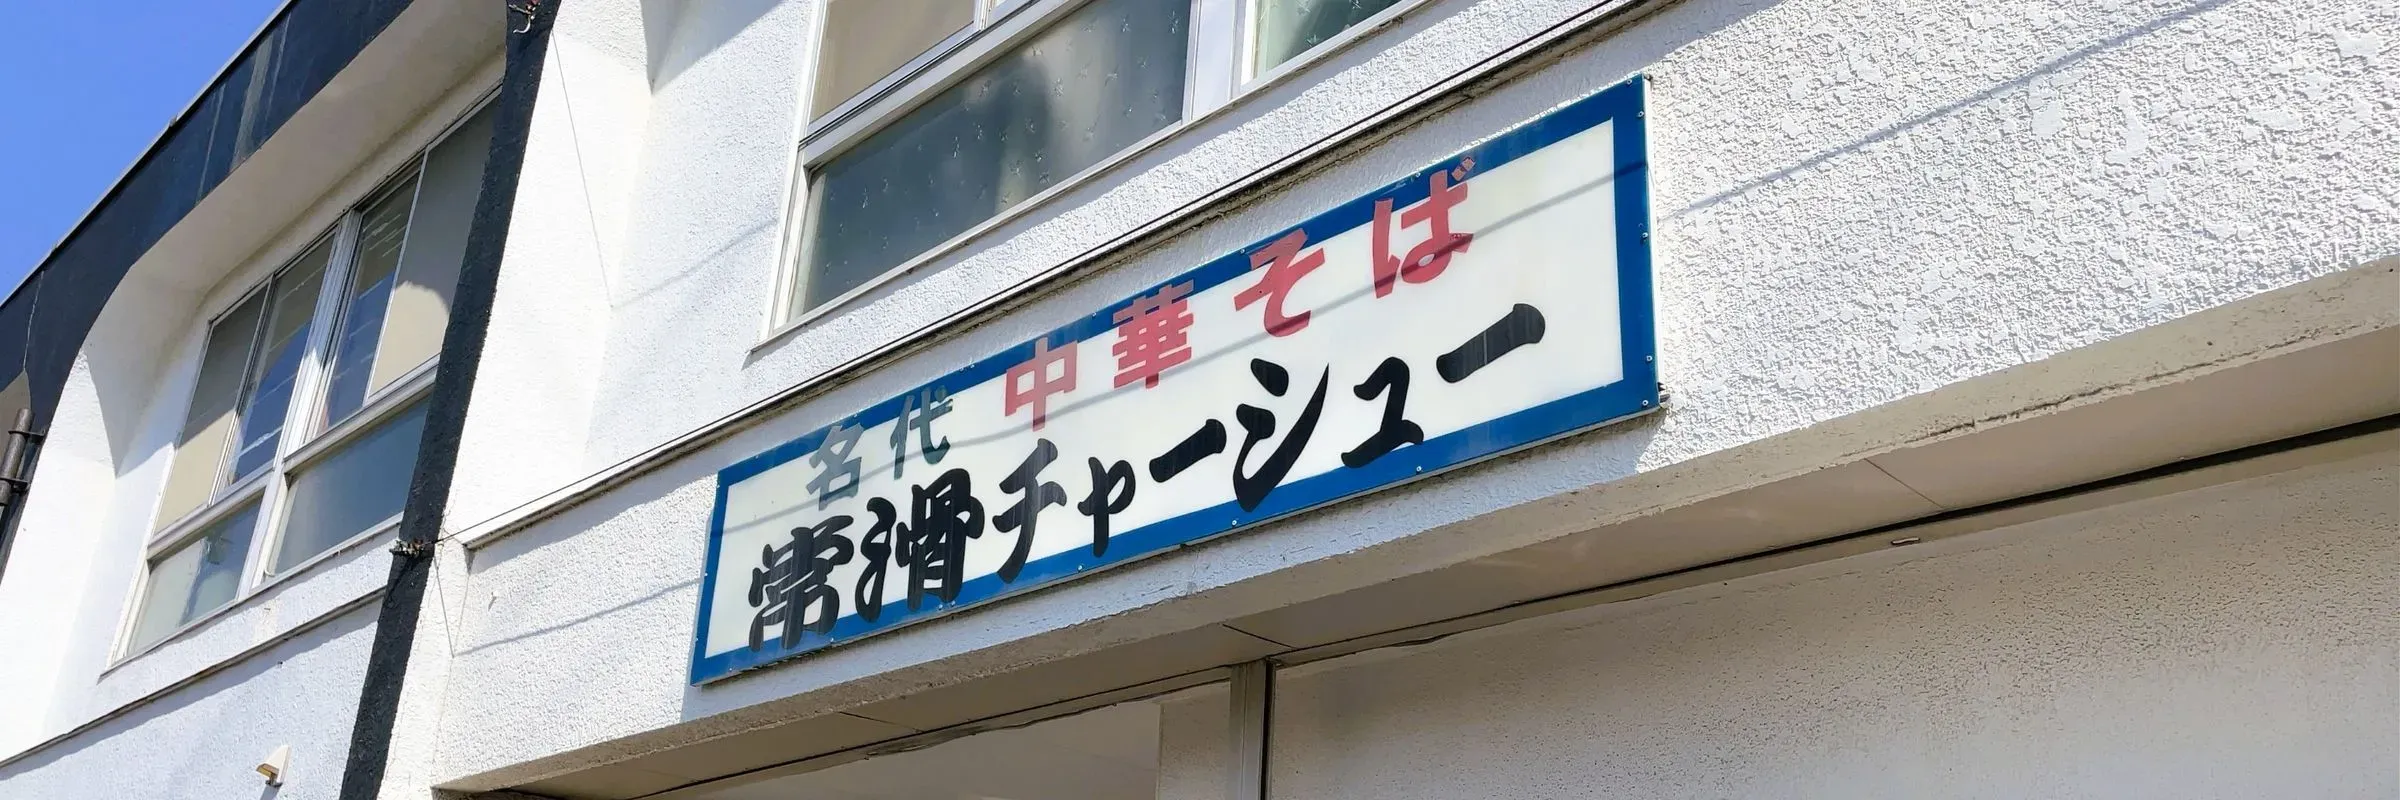 名代 中華そば
常滑チャーシュー